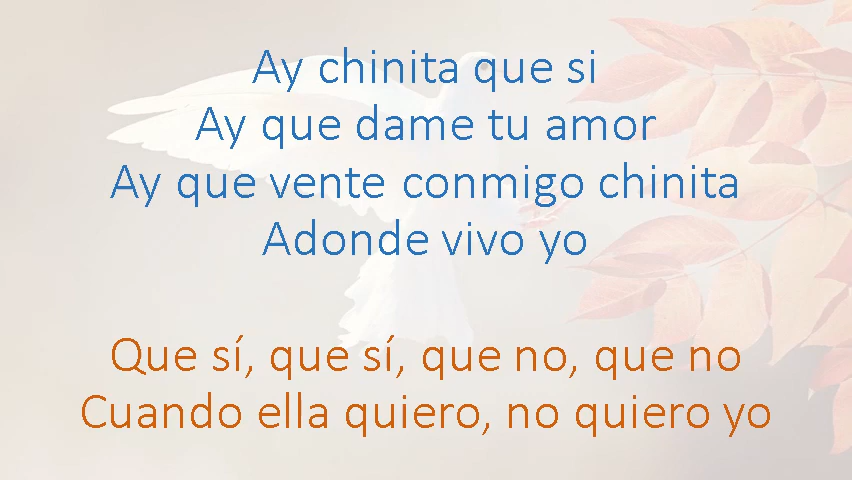 Ay chinita que si
Ay que dame tu amor
Ay que vente conmigo chinita
Adonde vivo yo
Que sí, que sí, que no, que no
Cuando ella quiero, no quiero yo